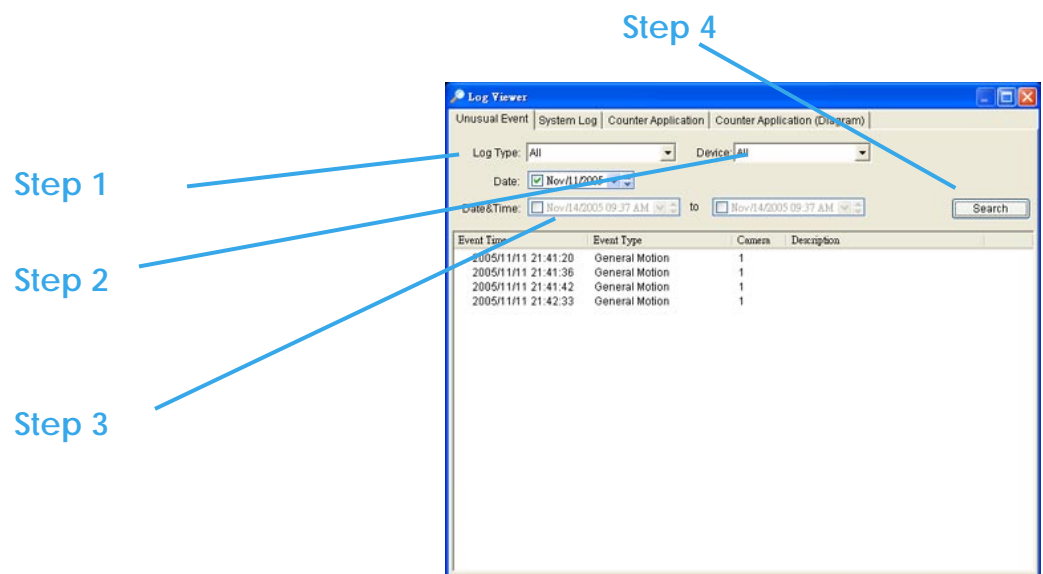 Step 4
Log Viewer
Unusual Event System Log Counter Application Counter Application (Diagram)
Log Type: All Device: All
Step 1
Date: Nov/11/2005
Date&Time: Nov/14/2005 09:37 AM to Nov/14/2005 09:37 AM Search
Event Time Event Type Camera Description
2005/11/11 21:41:20 General Motion 1
Step 2
2005/11/11 21:41:36 General Motion 1
2005/11/11 21:41:42 General Motion 1
2005/11/11 21:42:33 General Motion 1
Step 3